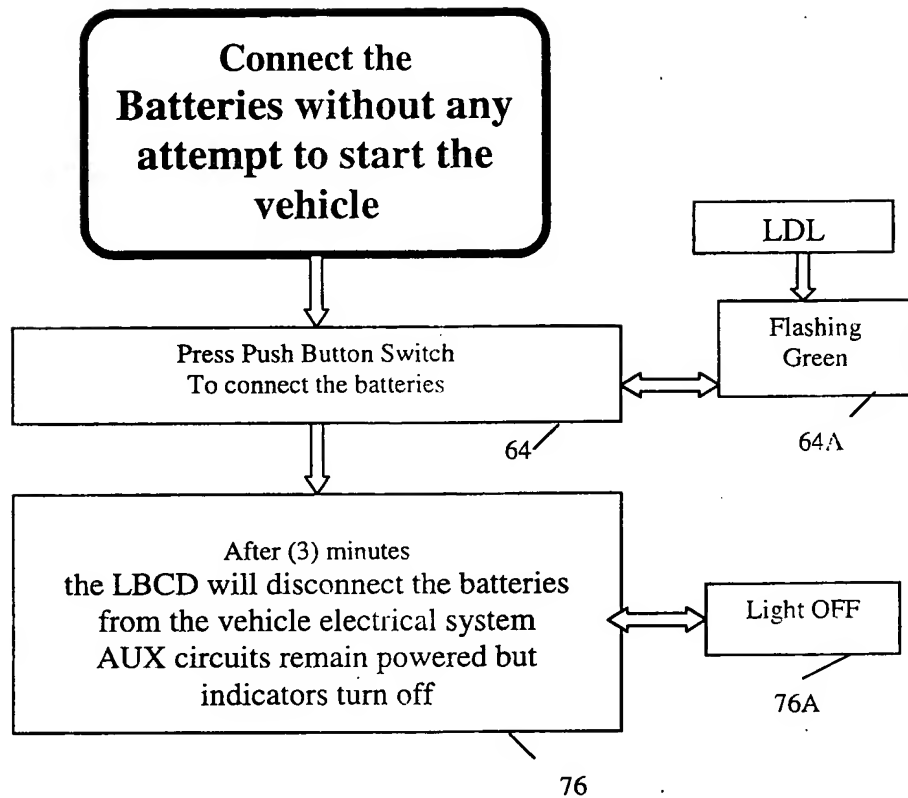 Connect the
Batteries without any
attempt to start the
vehicle
LDL
Press Push Button Switch
To connect the batteries
Flashing
Green
64
64A
After (3) minutes
the LBCD will disconnect the batteries
from the vehicle electrical system
AUX circuits remain powered but
indicators turn off
Light OFF
76A
76